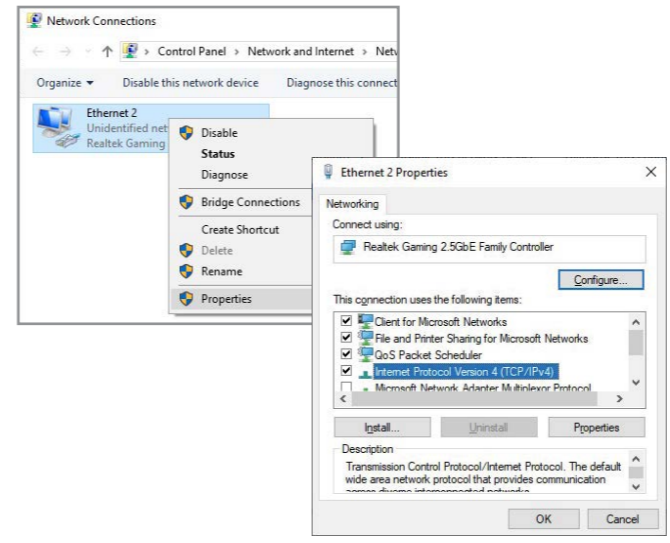 Network Connections
Control Panel > Network and Internet > Netw
Organize Disable this network device Diagnose this connect
Ethernet 2
Unidentified net
Realtek Gaming
Disable
Status
Diagnose
Bridge Connections
Create Shortcut
Delete
Rename
Properties
Ethernet 2 Properties
Networking
Connect using:
Realtek Gaming 2.5GbE Family Controller
Configure...
This connection uses the following items:
Client for Microsoft Networks
File and Printer Sharing for Microsoft Networks
QoS Packet Scheduler
Internet Protocol Version 4 (TCP/IPv4)
Microsoft Network Adapter Multiplexor Protocol
Install... Uninstall Properties
Description
Transmission Control Protocol/Internet Protocol. The default
wide area network protocol that provides communication
across diverse interconnected networks.
OK Cancel